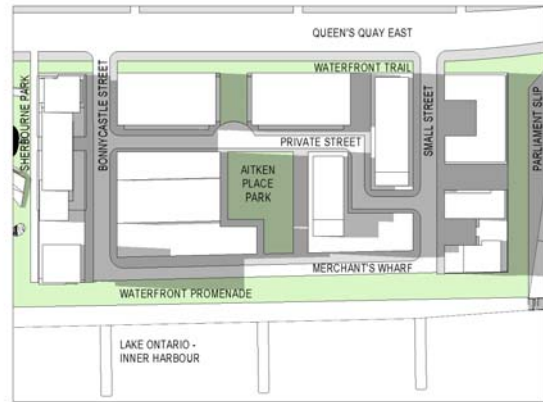 QUEEN'S QUAY EAST
WATERFRONT TRAIL
SHERBOURNE PARK
BONNYCASTLE STREET
PRIVATE STREET
SMALL STREET
PARLIAMENT SLIP
AITKEN
PLACE
PARK
MERCHANT'S WHARF
WATERFRONT PROMENADE
LAKE ONTARIO -
INNER HARBOUR